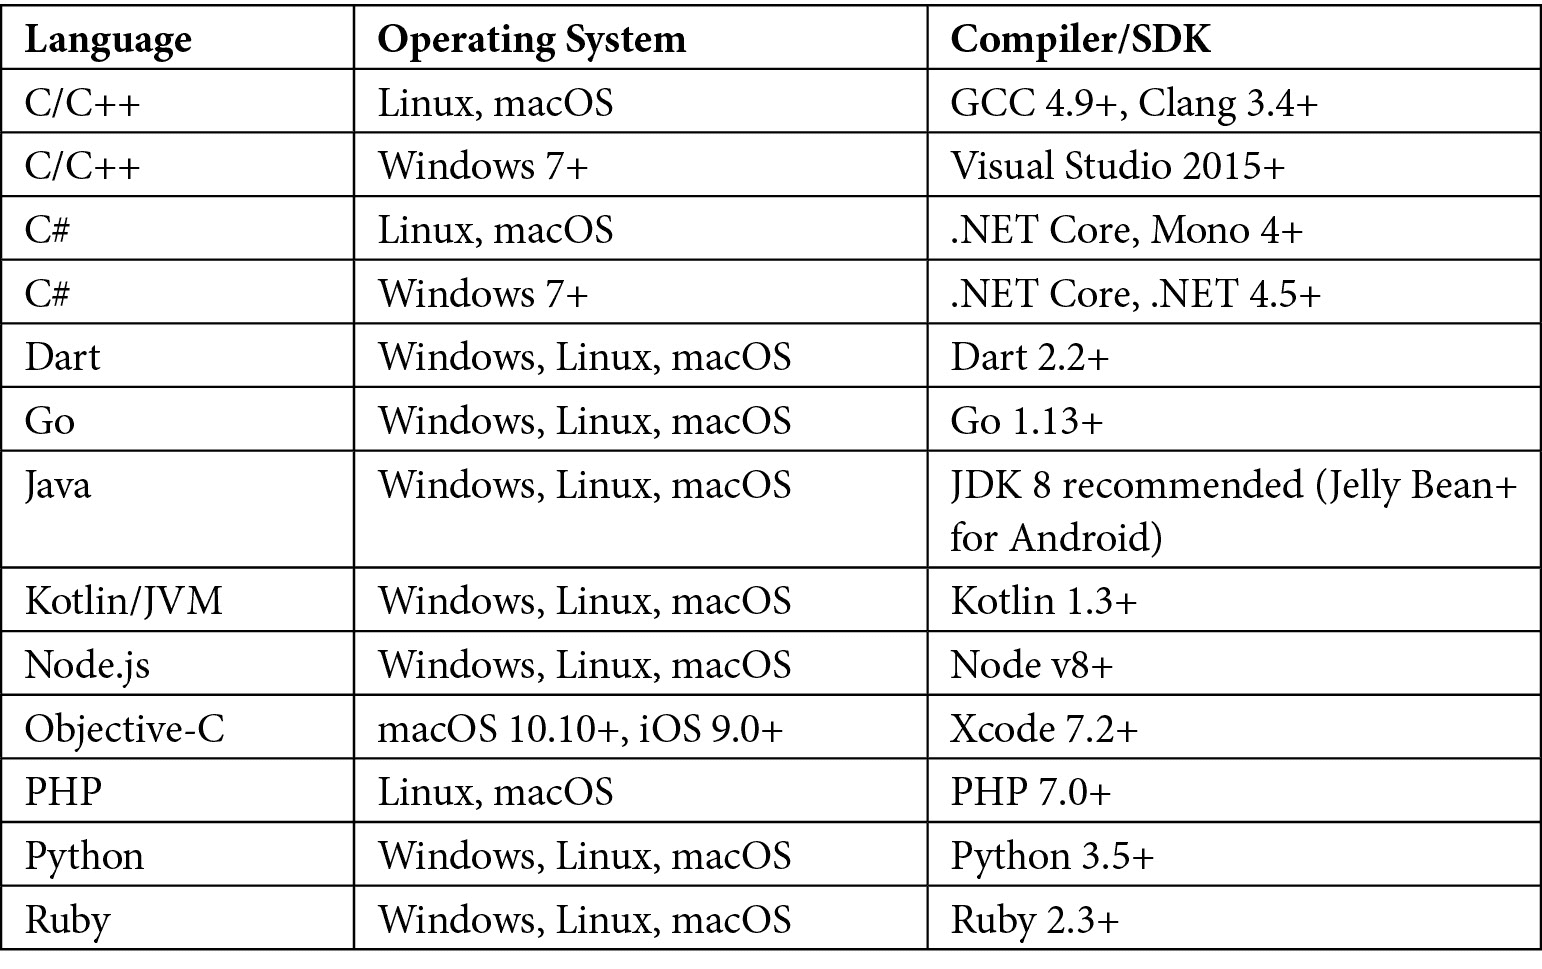 Language Operating System Compiler/SDK
C/C++ Linux, macOS GCC 4.9+, Clang 3.4+
C/C++ Windows 7+ Visual Studio 2015+
C# Linux, macOS .NET Core, Mono 4+
C# Windows 7+ .NET Core, .NET 4.5+
Dart Windows, Linux, macOS Dart 2.2+
Go Windows, Linux, macOS Go 1.13+
Java Windows, Linux, macOS JDK 8 recommended (Jelly Bean+
for Android)
Kotlin/JVM Windows, Linux, macOS Kotlin 1.3+
Node.js Windows, Linux, macOS Node v8+
Objective-C macOS 10.10+, iOS 9.0+ Xcode 7.2+
PHP Linux, macOS PHP 7.0+
Python Windows, Linux, macOS Python 3.5+
Ruby Windows, Linux, macOS Ruby 2.3+